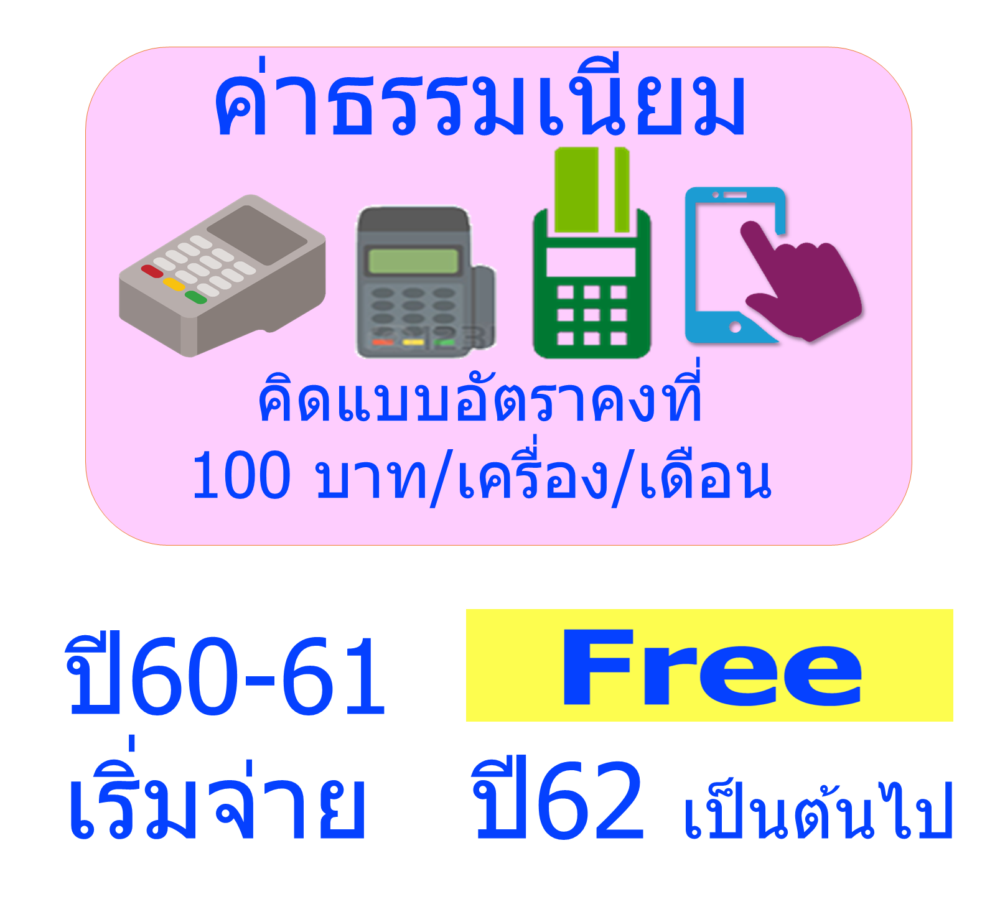 ค่าธรรมเนียม
คิดแบบอัตราคงที่
100 บาท/เครื่อง/เดือน
ปี60-61 Free
เริ่มจ่าย ปี62 เป็นต้นไป